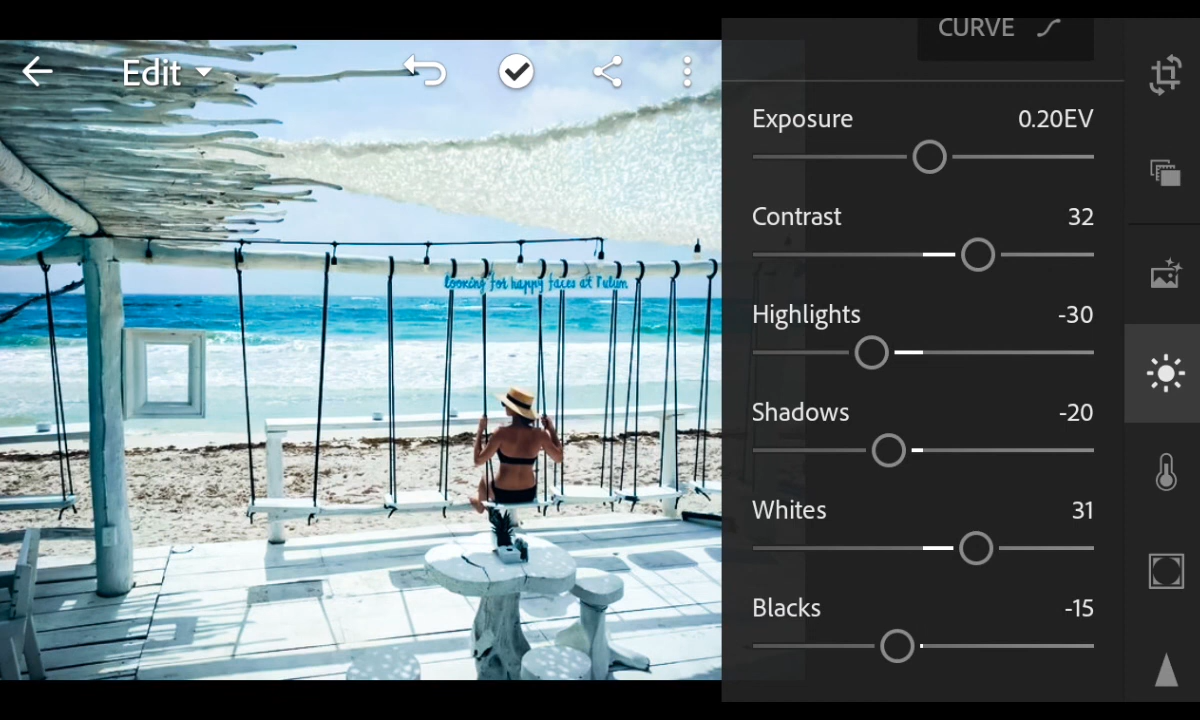 CURVE
Edit
Exposure 0.20EV
Contrast 32
looking for happy faces at Tulum
Highlights -30
Shadows -20
Whites 31
Blacks -15